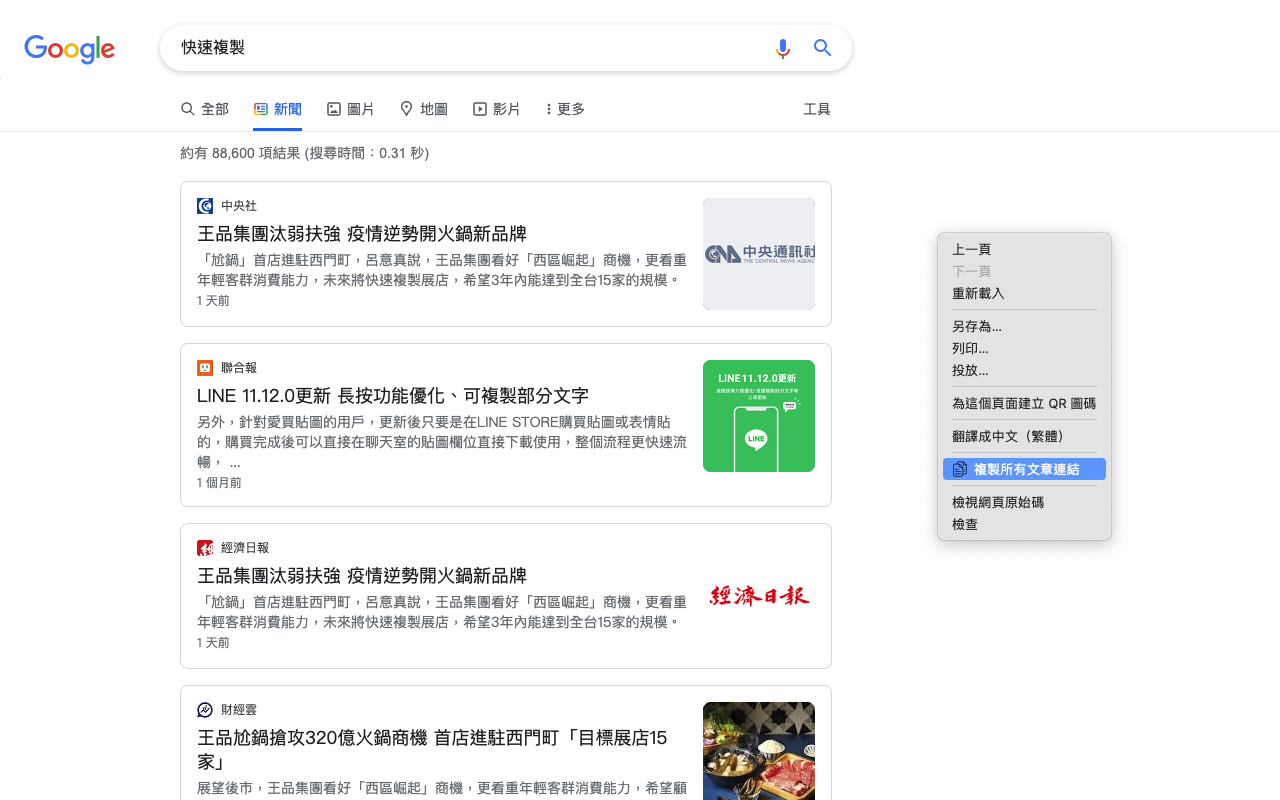 Google
快速複製
全部
新聞
圖片
地圖
影片
更多
工具
約有 88,600 項結果 (搜尋時間:0.31 秒)
中央社
王品集團汰弱扶強 疫情逆勢開火鍋新品牌
「尬鍋」首店進駐西門町,呂意真說,王品集團看好「西區崛起」商機,更看重
年輕客群消費能力,未來將快速複製展店,希望3年內能達到全台15家的規模。
1 天前
中央通訊社
THE CENTRAL NEWS AGENC
聯合報
LINE 11.12.0更新 長按功能優化、可複製部分文字
另外,針對愛買貼圖的用戶,更新後只要是在LINE STORE購買貼圖或表情貼
的,購買完成後可以直接在聊天室的貼圖欄位直接下載使用,整個流程更快速流
暢, ...
1 個月前
LINE 11.12.0更新
LINE
經濟日報
王品集團汰弱扶強 疫情逆勢開火鍋新品牌
「尬鍋」首店進駐西門町,呂意真說,王品集團看好「西區崛起」商機,更看重
年輕客群消費能力,未來將快速複製展店,希望3年內能達到全台15家的規模。
1 天前
經濟日報
財經雲
王品尬鍋搶攻320億火鍋商機 首店進駐西門町「目標展店15
家」
展望後市,王品集團看好「西區崛起」商機,更看重年輕客群消費能力,希望顧
上一頁
下一頁
重新載入
另存為...
列印...
投放...
為這個頁面建立 QR 圖碼
翻譯成中文(繁體)
複製所有文章連結
檢視網頁原始碼
檢查